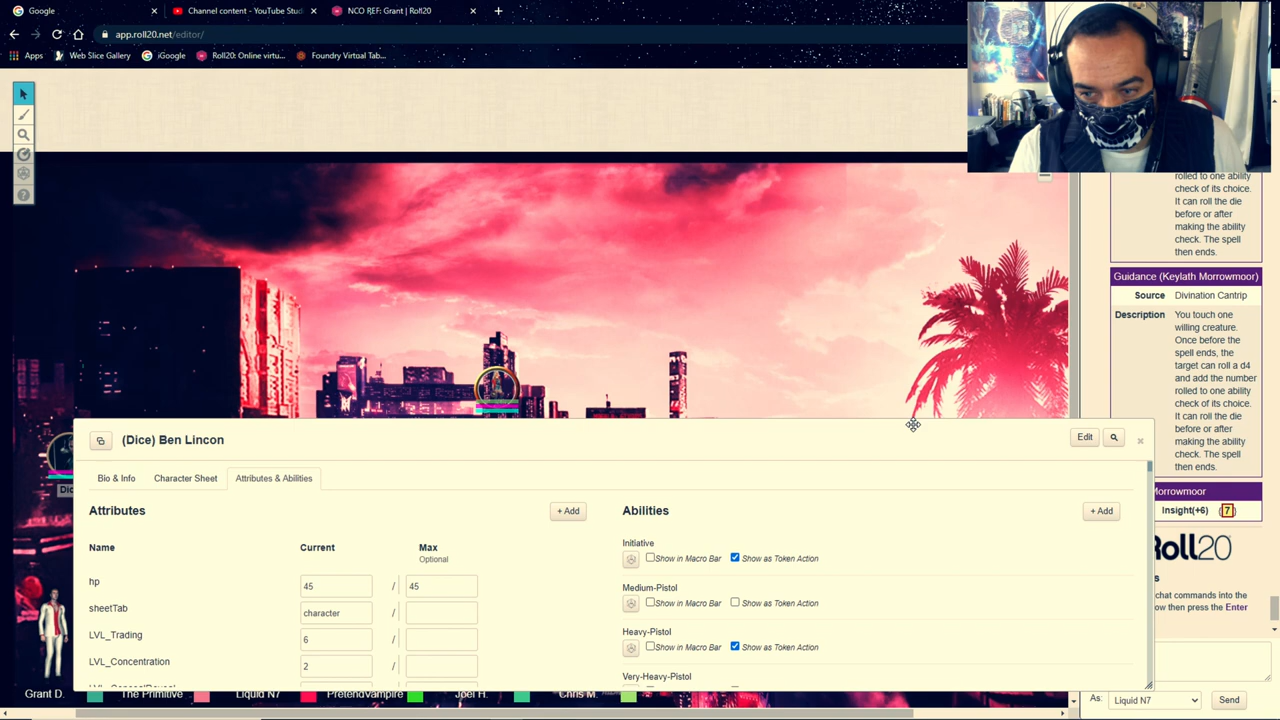 Google
Channel content - YouTube Stud
NCO REF: Grant | Roll20
app.roll20.net/editor/
Apps
Web Slice Gallery
iGoogle
Roll20: Online virtu...
Foundry Virtual Tab...
rolled to one ability
check of its choice.
It can roll the die
before or after
making the ability
check. The spell
then ends.
Guidance (Keylath Morrowmoor)
Source Divination Cantrip
Description You touch one
willing creature.
Once before the
spell ends, the
target can roll a d4
and add the number
rolled to one ability
check of its choice.
It can roll the die
before or after
making the ability
check. The spell
then ends.
Morrowmoor
Insight(+6) 7
Roll20
s
chat commands into the
ow then press the Enter
(Dice) Ben Lincon
Edit
Bio & Info Character Sheet Attributes & Abilities
Attributes + Add
Name Current Max
Optional
hp 45 / 45
sheetTab character /
LVL_Trading 6 /
LVL_Concentration 2 /
Abilities + Add
Initiative
Show in Macro Bar Show as Token Action
Medium-Pistol
Show in Macro Bar Show as Token Action
Heavy-Pistol
Show in Macro Bar Show as Token Action
Very-Heavy-Pistol
Dic
Grant D. The Primitive Liquid N7 PretendVampire Joel H. Chris M.
As: Liquid N7 Send